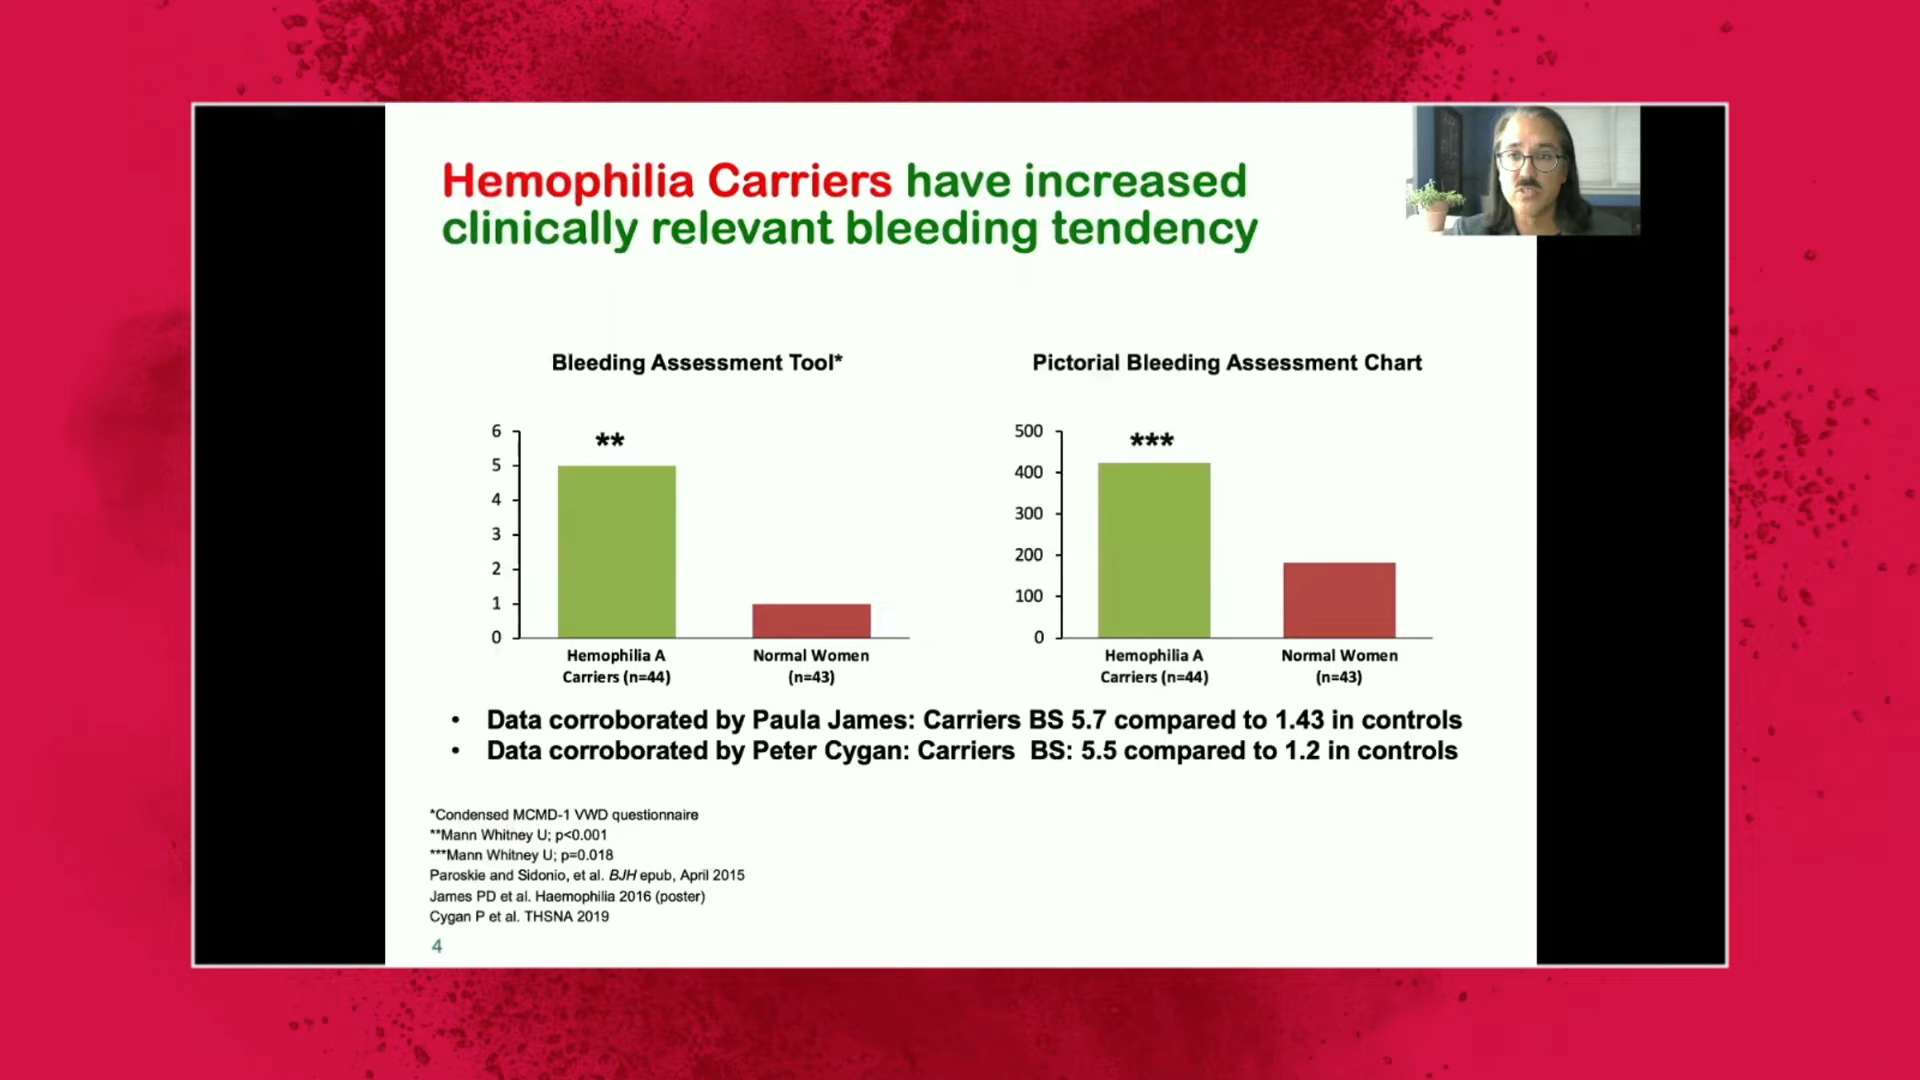 Hemophilia Carriers have increased
clinically relevant bleeding tendency
Bleeding Assessment Tool*
6
5
4
3
2
1
0
**
Hemophilia A
Carriers (n=44)
Normal Women
(n=43)
Pictorial Bleeding Assessment Chart
500
400
300
200
100
0
***
Hemophilia A
Carriers (n=44)
Normal Women
(n=43)
• Data corroborated by Paula James: Carriers BS 5.7 compared to 1.43 in controls
• Data corroborated by Peter Cygan: Carriers  BS: 5.5 compared to 1.2 in controls
*Condensed MCMD-1 VWD questionnaire
**Mann Whitney U; p<0.001
***Mann Whitney U; p=0.018
Paroskie and Sidonio, et al. BJH epub, April 2015
James PD et al. Haemophilia 2016 (poster)
Cygan P et al. THSNA 2019
4